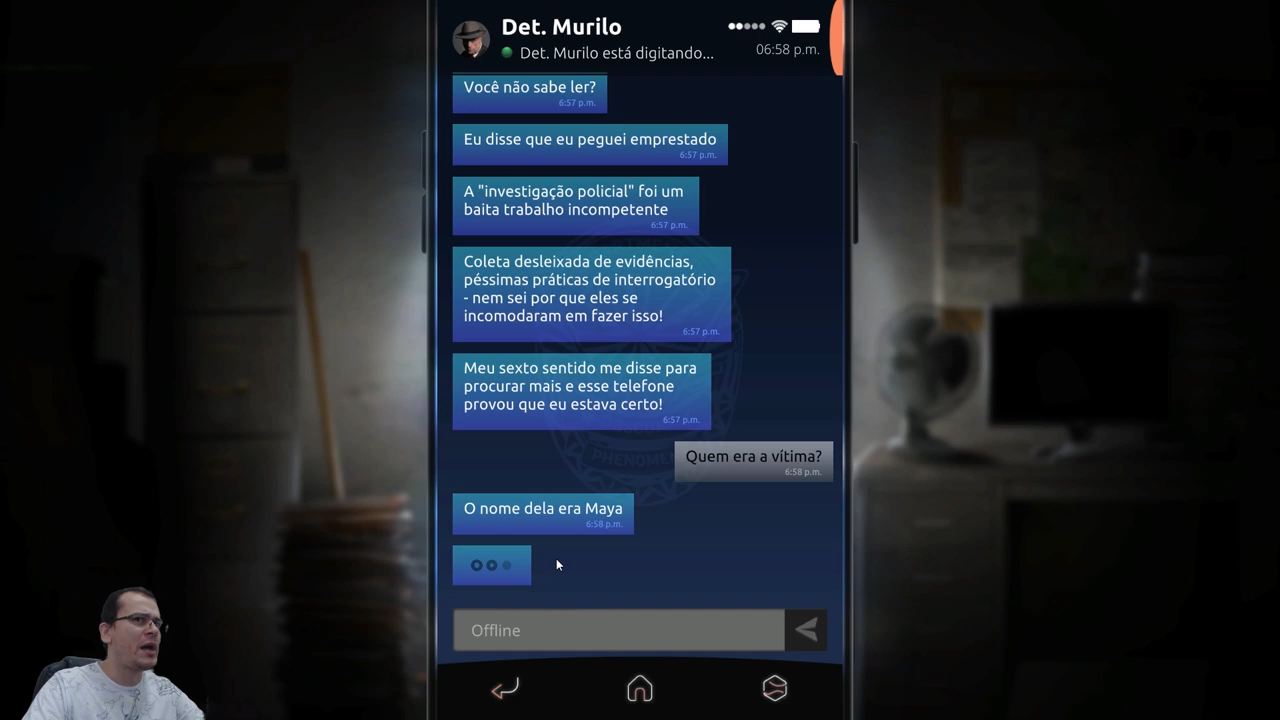 Det. Murilo
Det. Murilo está digitando...
06:58 p.m.
Você não sabe ler?
6:57 p.m.
Eu disse que eu peguei emprestado
6:57 p.m.
A "investigação policial" foi um
baita trabalho incompetente
6:57 p.m.
Coleta desleixada de evidências,
péssimas práticas de interrogatório
- nem sei por que eles se
incomodaram em fazer isso!
6:57 p.m.
Meu sexto sentido me disse para
procurar mais e esse telefone
provou que eu estava certo!
6:57 p.m.
Quem era a vítima?
6:58 p.m.
O nome dela era Maya
6:58 p.m.
Offline